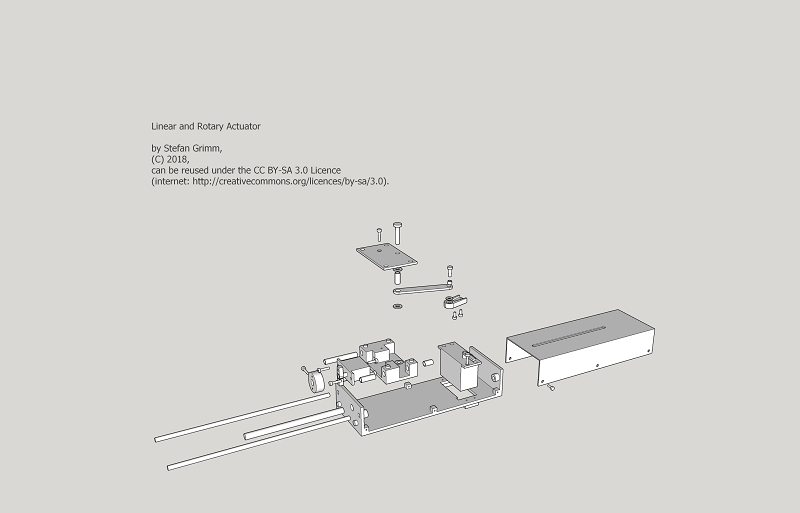 Linear and Rotary Actuator
by Stefan Grimm,
(C) 2018,
can be reused under the CC BY-SA 3.0 Licence
(internet: http://creativecommons.org/licences/by-sa/3.0).